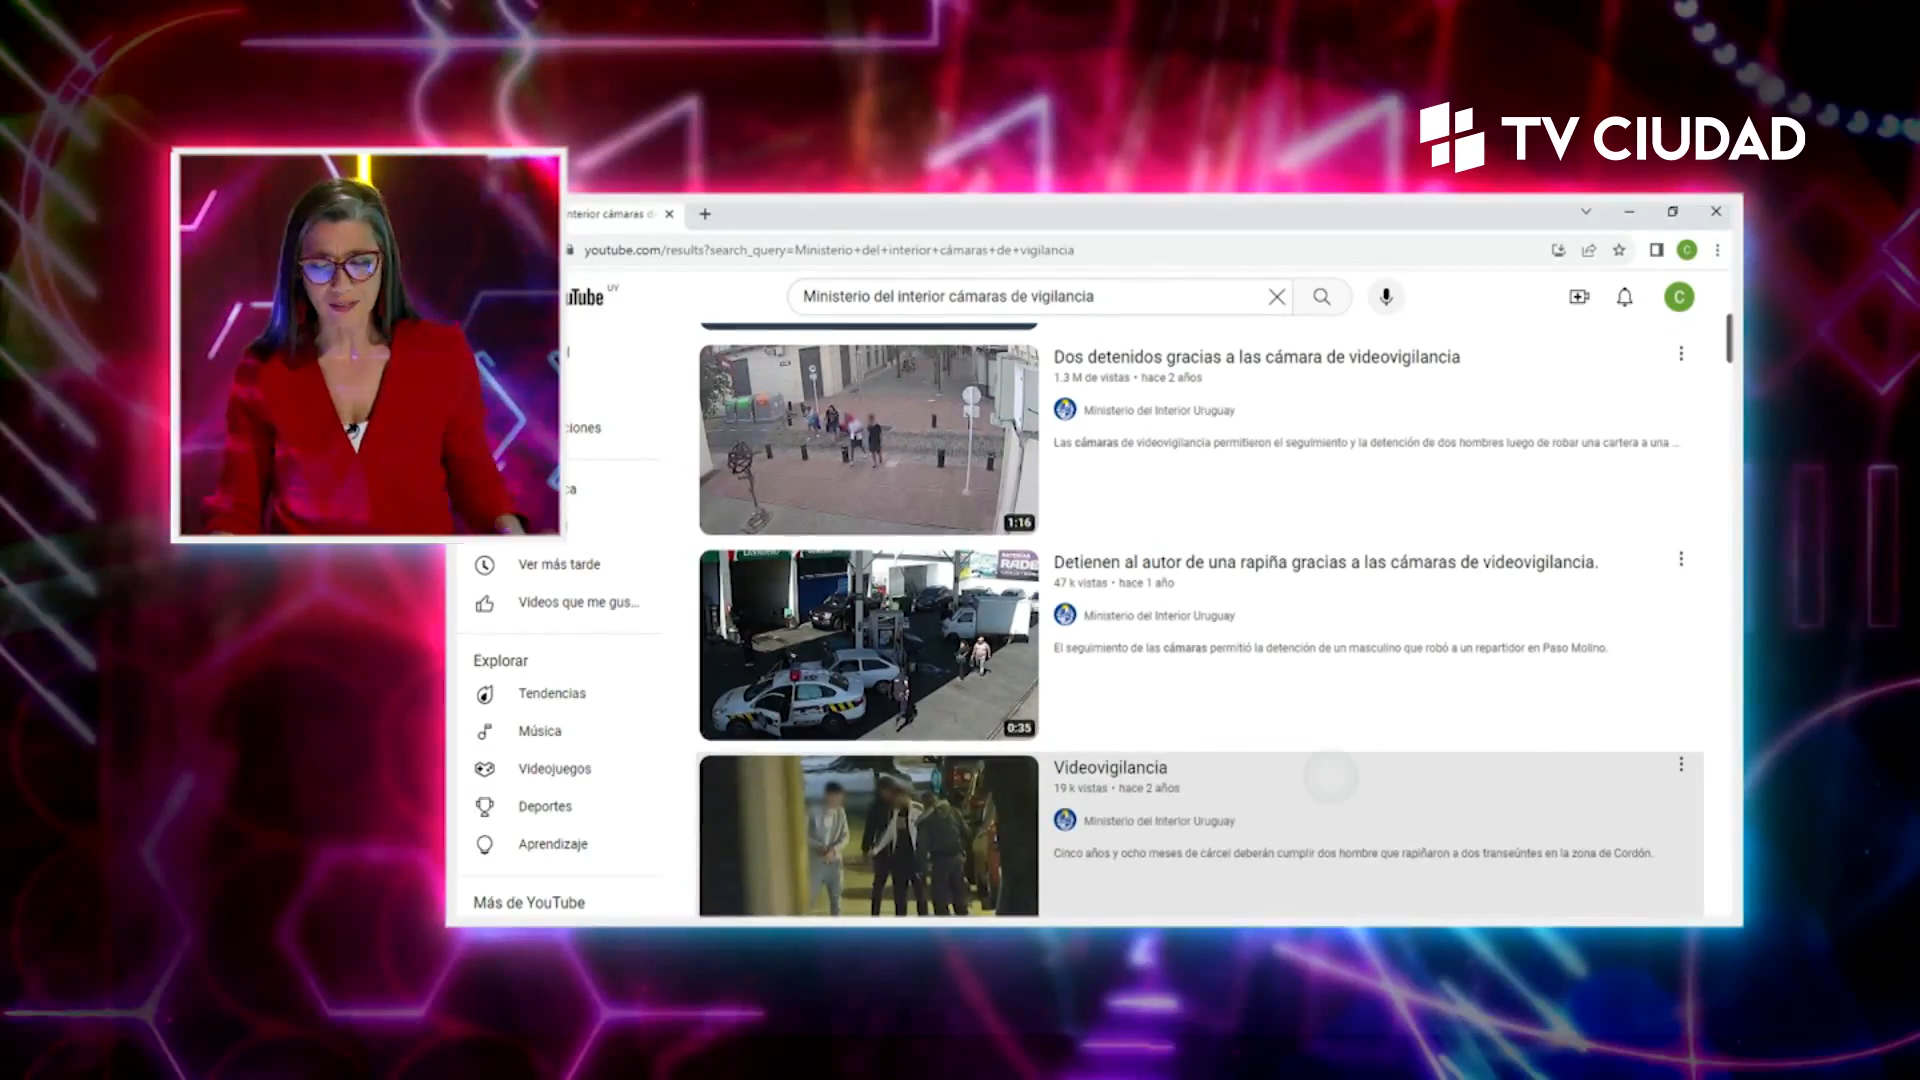 TV CIUDAD
nterior cámaras d
youtube.com/results?search_query=Ministerio+del+interior+cámaras+de+vigilancia
C
uTube UY
Ministerio del interior cámaras de vigilancia
C
Dos detenidos gracias a las cámara de videovigilancia
1.3 M de vistas • hace 2 años
Ministerio del Interior Uruguay
Las cámaras de videovigilancia permitieron el seguimiento y la detención de dos hombres luego de robar una cartera a una ...
1:16
ciones
ca
Ver más tarde
Videos que me gus...
Explorar
Tendencias
Música
Videojuegos
Deportes
Aprendizaje
Más de YouTube
Detienen al autor de una rapiña gracias a las cámaras de videovigilancia.
47 k vistas • hace 1 año
Ministerio del Interior Uruguay
El seguimiento de las cámaras permitió la detención de un masculino que robó a un repartidor en Paso Molino.
RADE
0:35
Videovigilancia
19 k vistas • hace 2 años
Ministerio del Interior Uruguay
Cinco años y ocho meses de cárcel deberán cumplir dos hombre que rapiñaron a dos transeúntes en la zona de Cordón.